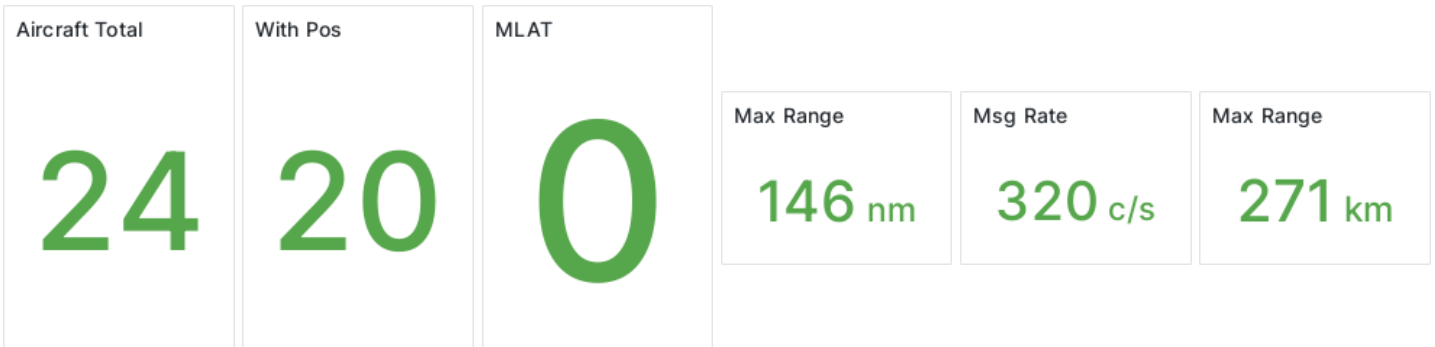 Aircraft Total
24
With Pos
20
MLAT
0
Max Range
146 nm
Msg Rate
320 c/s
Max Range
271 km